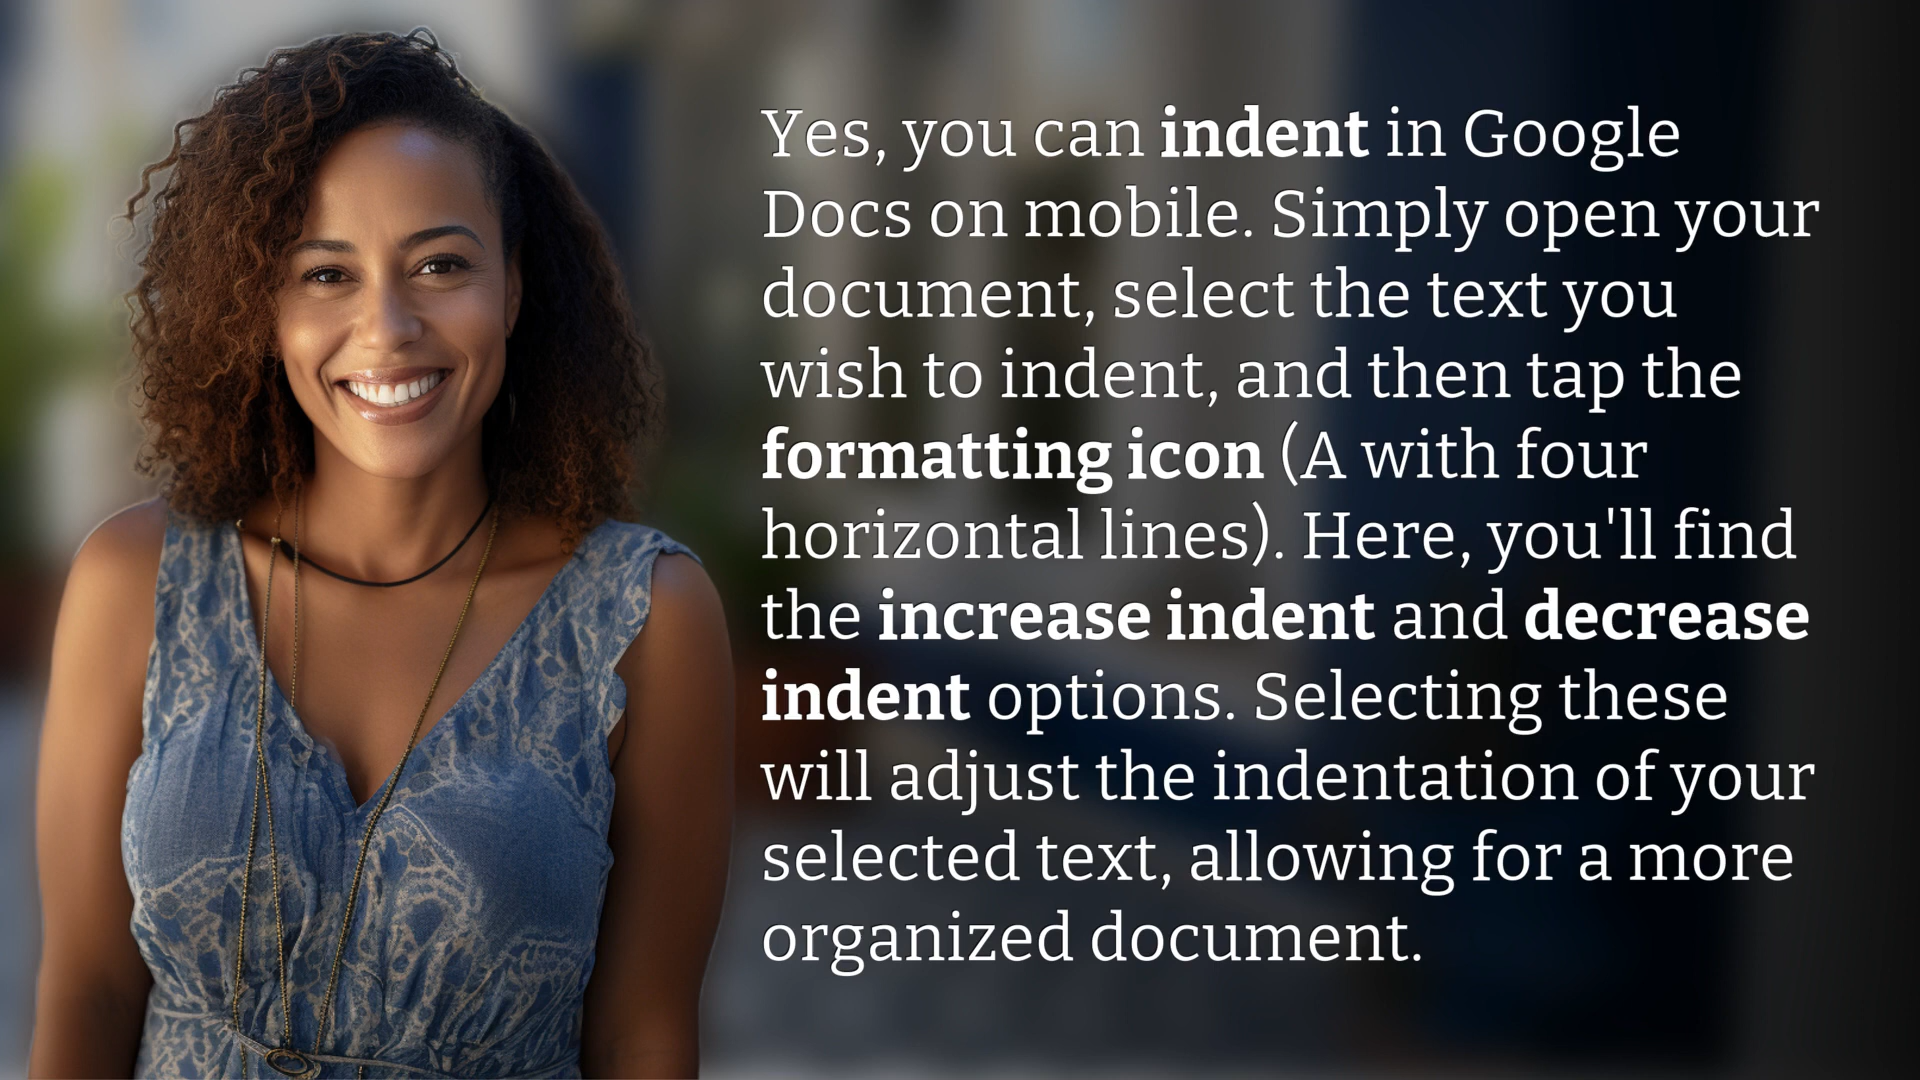 Yes, you can indent in Google
Docs on mobile. Simply open your
document, select the text you
wish to indent, and then tap the
formatting icon (A with four
horizontal lines). Here, you'll find
the increase indent and decrease
indent options. Selecting these
will adjust the indentation of your
selected text, allowing for a more
organized document.